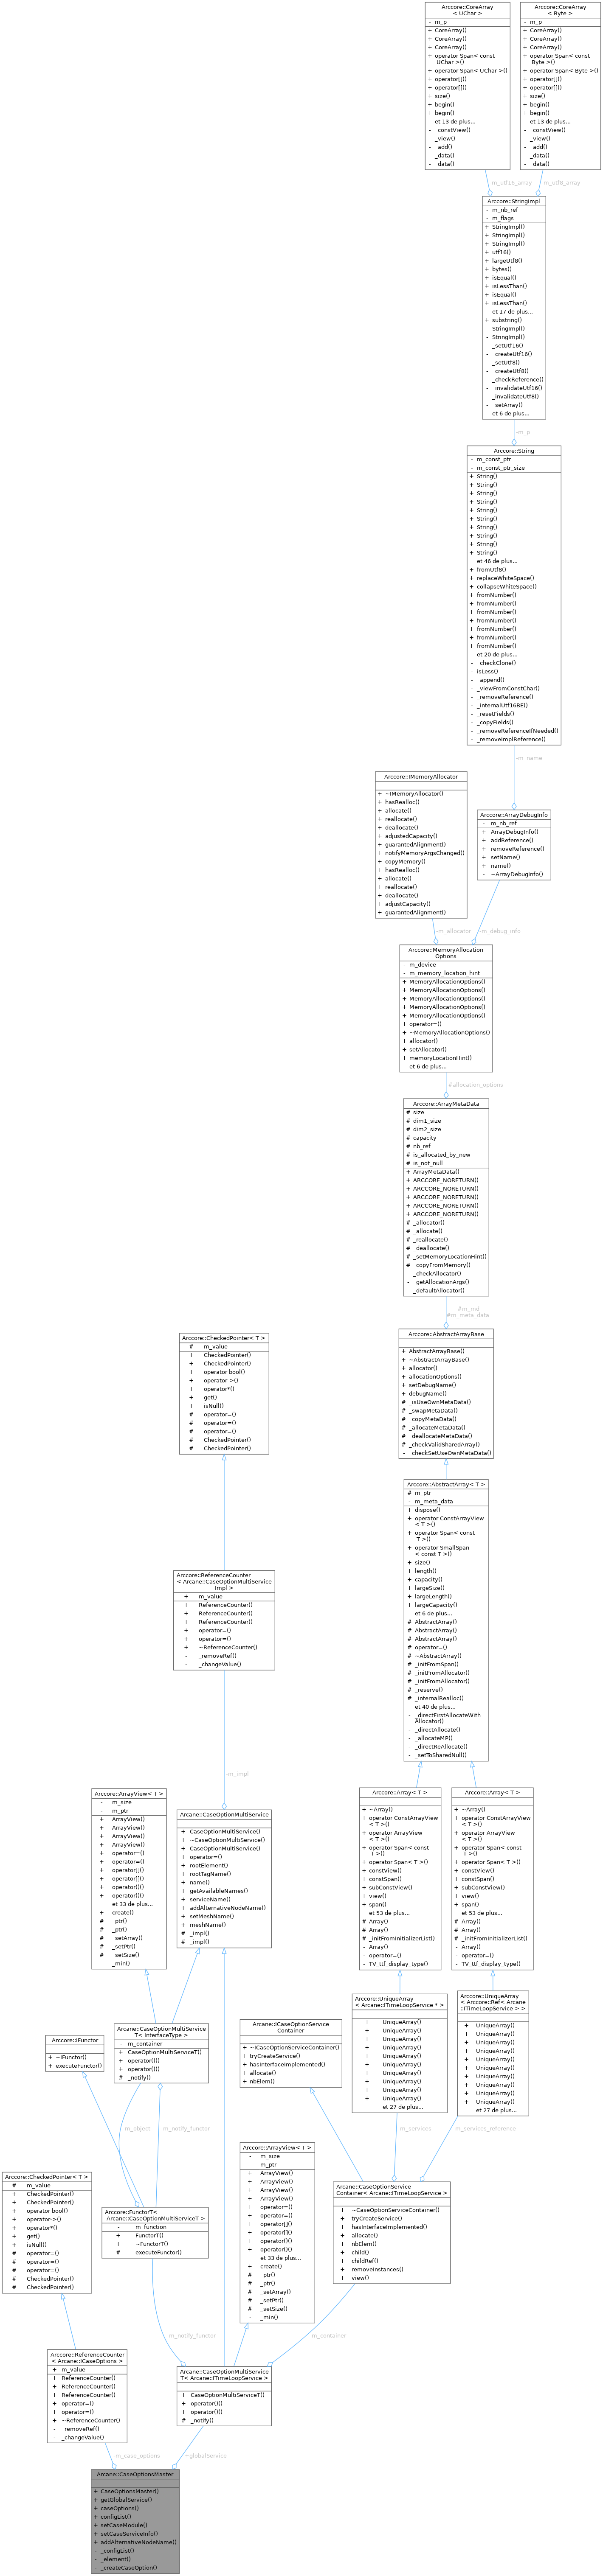 Arccore::CoreArray
< UChar >
- m_p
+ CoreArray()
+ CoreArray()
+ CoreArray()
+ operator Span< const
UChar >()
+ operator Span< UChar >()
+ operator[]()
+ operator[]()
+ size()
+ begin()
+ begin()
et 13 de plus...
- _constView()
- _view()
- _add()
- _data()
- _data()
Arccore::CoreArray
< Byte >
- m_p
+ CoreArray()
+ CoreArray()
+ CoreArray()
+ operator Span< const
Byte >()
+ operator Span< Byte >()
+ operator[]()
+ operator[]()
+ size()
+ begin()
+ begin()
et 13 de plus...
- _constView()
- _view()
- _add()
- _data()
- _data()
-m_utf16_array
-m_utf8_array
Arccore::StringImpl
- m_nb_ref
- m_flags
+ StringImpl()
+ StringImpl()
+ StringImpl()
+ utf16()
+ largeUtf8()
+ bytes()
+ isEqual()
+ isLessThan()
+ isEqual()
+ isLessThan()
et 17 de plus...
+ substring()
- StringImpl()
- StringImpl()
- _setUtf16()
- _createUtf16()
- _setUtf8()
- _createUtf8()
- _checkReference()
- _invalidateUtf16()
- _invalidateUtf8()
- _setArray()
et 6 de plus...
-m_p
Arccore::String
- m_const_ptr
- m_const_ptr_size
+ String()
+ String()
+ String()
+ String()
+ String()
+ String()
+ String()
+ String()
+ String()
+ String()
et 46 de plus...
+ fromUtf8()
+ replaceWhiteSpace()
+ collapseWhiteSpace()
+ fromNumber()
+ fromNumber()
+ fromNumber()
+ fromNumber()
+ fromNumber()
+ fromNumber()
+ fromNumber()
et 20 de plus...
- _checkClone()
- isLess()
- _append()
- _viewFromConstChar()
- _removeReference()
- _internalUtf16BE()
- _resetFields()
- _copyFields()
- _removeReferenceIfNeeded()
- _removeImplReference()
-m_name
Arccore::IMemoryAllocator
+ ~IMemoryAllocator()
+ hasRealloc()
+ allocate()
+ reallocate()
+ deallocate()
+ adjustedCapacity()
+ guarantedAlignment()
+ notifyMemoryArgsChanged()
+ copyMemory()
+ hasRealloc()
+ allocate()
+ reallocate()
+ deallocate()
+ adjustCapacity()
+ guarantedAlignment()
Arccore::ArrayDebugInfo
- m_nb_ref
+ ArrayDebugInfo()
+ addReference()
+ removeReference()
+ setName()
+ name()
- ~ArrayDebugInfo()
-m_allocator
-m_debug_info
Arccore::MemoryAllocation
Options
- m_device
- m_memory_location_hint
+ MemoryAllocationOptions()
+ MemoryAllocationOptions()
+ MemoryAllocationOptions()
+ MemoryAllocationOptions()
+ MemoryAllocationOptions()
+ operator=()
+ ~MemoryAllocationOptions()
+ allocator()
+ setAllocator()
+ memoryLocationHint()
et 6 de plus...
#allocation_options
Arccore::ArrayMetaData
# size
# dim1_size
# dim2_size
# capacity
# nb_ref
# is_allocated_by_new
# is_not_null
+ ArrayMetaData()
+ ARCCORE_NORETURN()
+ ARCCORE_NORETURN()
+ ARCCORE_NORETURN()
+ ARCCORE_NORETURN()
+ ARCCORE_NORETURN()
# _allocator()
# _allocate()
# _reallocate()
# _deallocate()
# _setMemoryLocationHint()
# _copyFromMemory()
- _checkAllocator()
- _getAllocationArgs()
- _defaultAllocator()
#m_md
#m_meta_data
Arccore::AbstractArrayBase
+ AbstractArrayBase()
+ ~AbstractArrayBase()
+ allocator()
+ allocationOptions()
+ setDebugName()
+ debugName()
# _isUseOwnMetaData()
# _swapMetaData()
# _copyMetaData()
# _allocateMetaData()
# _deallocateMetaData()
# _checkValidSharedArray()
- _checkSetUseOwnMetaData()
Arccore::CheckedPointer< T >
# m_value
+ CheckedPointer()
+ CheckedPointer()
+ operator bool()
+ operator->()
+ operator*()
+ get()
+ isNull()
# operator=()
# operator=()
# operator=()
# CheckedPointer()
# CheckedPointer()
Arccore::AbstractArray< T >
# m_ptr
- m_meta_data
+ dispose()
+ operator ConstArrayView
< T >()
+ operator Span< const
T >()
+ operator SmallSpan
< const T >()
+ size()
+ length()
+ capacity()
+ largeSize()
+ largeLength()
+ largeCapacity()
et 6 de plus...
# AbstractArray()
# AbstractArray()
# AbstractArray()
# operator=()
# ~AbstractArray()
# _initFromSpan()
# _initFromAllocator()
# _initFromAllocator()
# _reserve()
# _internalRealloc()
et 40 de plus...
- _directFirstAllocateWith
Allocator()
- _directAllocate()
- _allocateMP()
- _directReAllocate()
- _setToSharedNull()
Arccore::ReferenceCounter
< Arcane::CaseOptionMultiService
Impl >
+ m_value
+ ReferenceCounter()
+ ReferenceCounter()
+ ReferenceCounter()
+ operator=()
+ operator=()
+ ~ReferenceCounter()
- _removeRef()
- _changeValue()
-m_impl
Arccore::ArrayView< T >
- m_size
- m_ptr
+ ArrayView()
+ ArrayView()
+ ArrayView()
+ ArrayView()
+ operator=()
+ operator=()
+ operator[]()
+ operator[]()
+ operator()()
+ operator()()
et 33 de plus...
+ create()
# _ptr()
# _ptr()
# _setArray()
# _setPtr()
# _setSize()
- _min()
Arcane::CaseOptionMultiService
+ CaseOptionMultiService()
+ ~CaseOptionMultiService()
+ CaseOptionMultiService()
+ operator=()
+ rootElement()
+ rootTagName()
+ name()
+ getAvailableNames()
+ serviceName()
+ addAlternativeNodeName()
+ setMeshName()
+ meshName()
# _impl()
# _impl()
Arccore::Array< T >
+ ~Array()
+ operator ConstArrayView
< T >()
+ operator ArrayView
< T >()
+ operator Span< const
T >()
+ operator Span< T >()
+ constView()
+ constSpan()
+ subConstView()
+ view()
+ span()
et 53 de plus...
# Array()
# Array()
# _initFromInitializerList()
- Array()
- operator=()
- TV_ttf_display_type()
Arccore::Array< T >
+ ~Array()
+ operator ConstArrayView
< T >()
+ operator ArrayView
< T >()
+ operator Span< const
T >()
+ operator Span< T >()
+ constView()
+ constSpan()
+ subConstView()
+ view()
+ span()
et 53 de plus...
# Array()
# Array()
# _initFromInitializerList()
- Array()
- operator=()
- TV_ttf_display_type()
Arccore::IFunctor
+ ~IFunctor()
+ executeFunctor()
Arcane::CaseOptionMultiService
T< InterfaceType >
- m_container
+ CaseOptionMultiServiceT()
+ operator()()
+ operator()()
# _notify()
Arcane::ICaseOptionService
Container
+ ~ICaseOptionServiceContainer()
+ tryCreateService()
+ hasInterfaceImplemented()
+ allocate()
+ nbElem()
Arccore::UniqueArray
< Arcane::ITimeLoopService * >
+ UniqueArray()
+ UniqueArray()
+ UniqueArray()
+ UniqueArray()
+ UniqueArray()
+ UniqueArray()
+ UniqueArray()
+ UniqueArray()
+ UniqueArray()
+ UniqueArray()
et 27 de plus...
Arccore::UniqueArray
< Arccore::Ref< Arcane
::ITimeLoopService > >
+ UniqueArray()
+ UniqueArray()
+ UniqueArray()
+ UniqueArray()
+ UniqueArray()
+ UniqueArray()
+ UniqueArray()
+ UniqueArray()
+ UniqueArray()
+ UniqueArray()
et 27 de plus...
-m_object
-m_notify_functor
-m_services
-m_services_reference
Arccore::CheckedPointer< T >
# m_value
+ CheckedPointer()
+ CheckedPointer()
+ operator bool()
+ operator->()
+ operator*()
+ get()
+ isNull()
# operator=()
# operator=()
# operator=()
# CheckedPointer()
# CheckedPointer()
Arccore::FunctorT<
Arcane::CaseOptionMultiServiceT >
- m_function
+ FunctorT()
+ ~FunctorT()
# executeFunctor()
Arccore::ArrayView< T >
- m_size
- m_ptr
+ ArrayView()
+ ArrayView()
+ ArrayView()
+ ArrayView()
+ operator=()
+ operator=()
+ operator[]()
+ operator[]()
+ operator()()
+ operator()()
et 33 de plus...
+ create()
# _ptr()
# _ptr()
# _setArray()
# _setPtr()
# _setSize()
- _min()
Arcane::CaseOptionService
Container< Arcane::ITimeLoopService >
+ ~CaseOptionServiceContainer()
+ tryCreateService()
+ hasInterfaceImplemented()
+ allocate()
+ nbElem()
+ child()
+ childRef()
+ removeInstances()
+ view()
-m_notify_functor
-m_container
Arccore::ReferenceCounter
< Arcane::ICaseOptions >
+ m_value
+ ReferenceCounter()
+ ReferenceCounter()
+ ReferenceCounter()
+ operator=()
+ operator=()
+ ~ReferenceCounter()
- _removeRef()
- _changeValue()
Arcane::CaseOptionMultiService
T< Arcane::ITimeLoopService >
+ CaseOptionMultiServiceT()
+ operator()()
+ operator()()
# _notify()
-m_case_options
+globalService
Arcane::CaseOptionsMaster
+ CaseOptionsMaster()
+ getGlobalService()
+ caseOptions()
+ configList()
+ setCaseModule()
+ setCaseServiceInfo()
+ addAlternativeNodeName()
- _configList()
- _element()
- _createCaseOption()